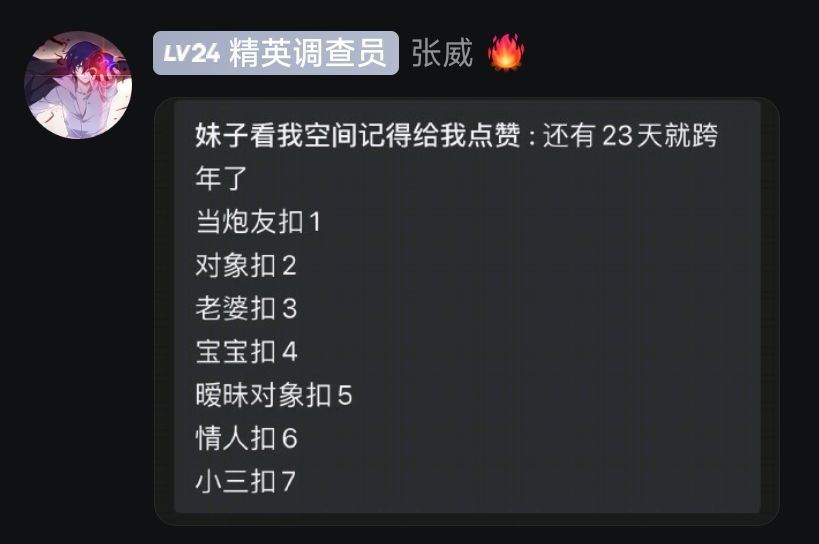 LV24 精英调查员 张威
妹子看我空间记得给我点赞:还有23天就跨
年了
当炮友扣1
对象扣2
老婆扣3
宝宝扣4
暧昧对象扣5
情人扣6
小三扣7